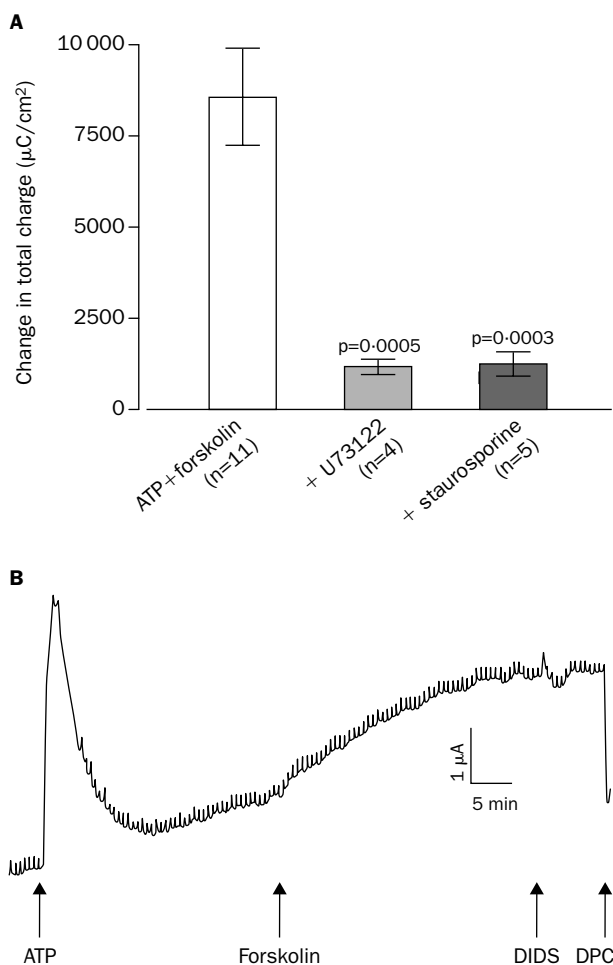 A
Change in total charge (μC/cm²)
10 000
7500
5000
2500
0
p=0·0005
p=0·0003
ATP+forskolin
(n=11)
+ U73122
(n=4)
+ staurosporine
(n=5)
B
1 μA
5 min
ATP
Forskolin
DIDS
DPC